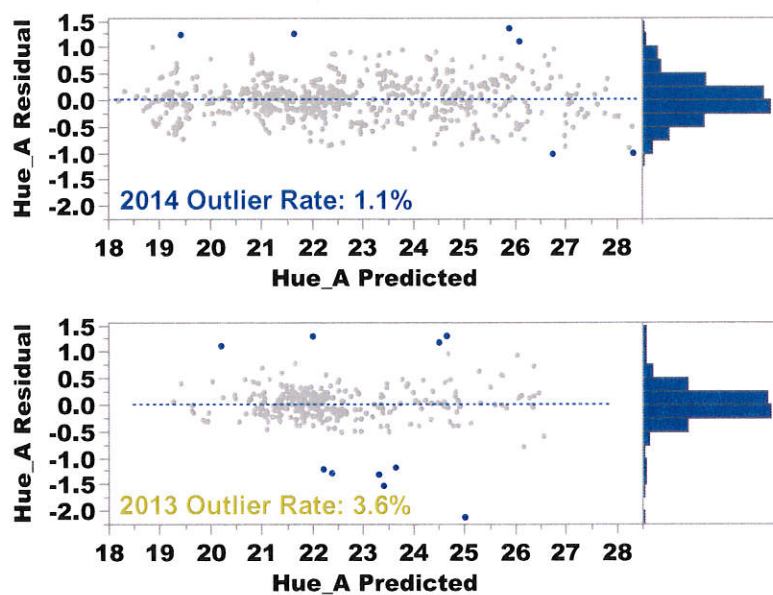 1.5
1.0
0.5
0.0
-0.5
-1.0
-1.5
-2.0
Hue_A Residual
2014 Outlier Rate: 1.1%
18 19 20 21 22 23 24 25 26 27 28
Hue_A Predicted
1.5
1.0
0.5
0.0
-0.5
-1.0
-1.5
-2.0
Hue_A Residual
2013 Outlier Rate: 3.6%
18 19 20 21 22 23 24 25 26 27 28
Hue_A Predicted